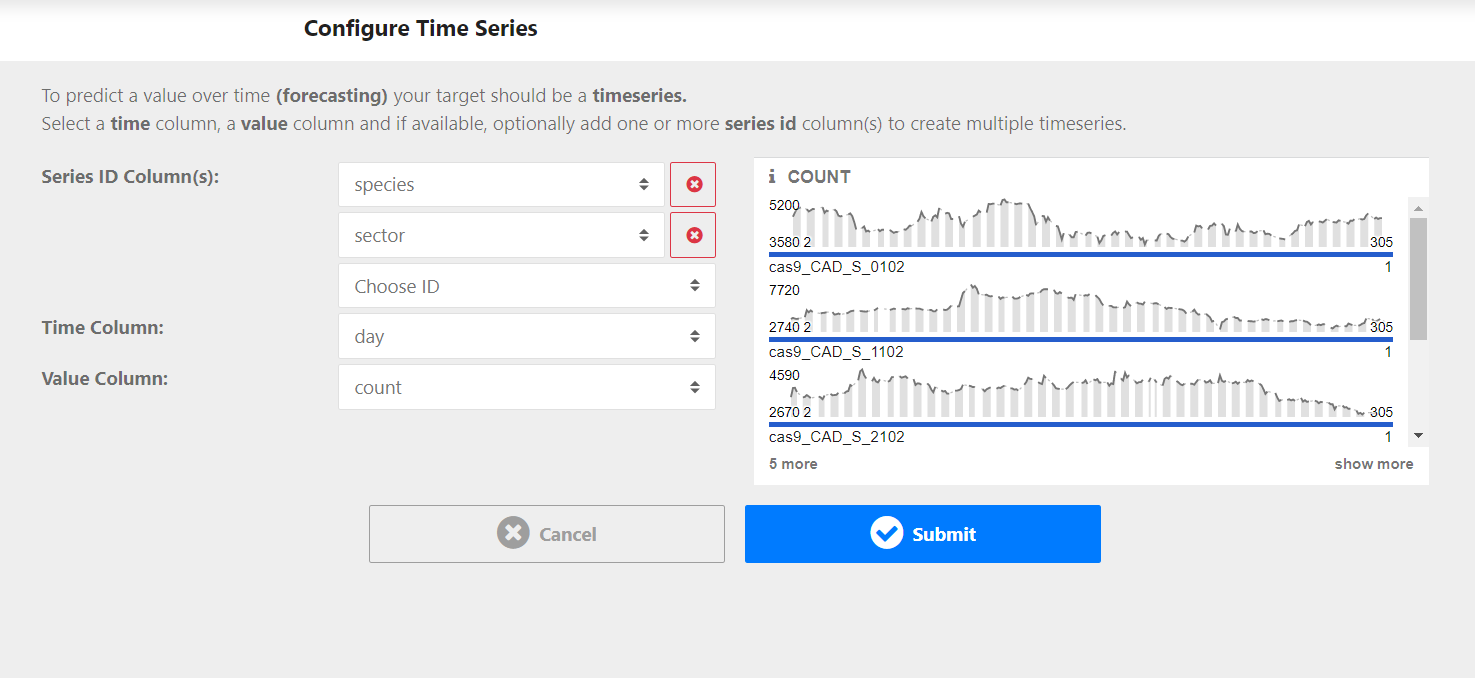 Configure Time Series
To predict a value over time (forecasting) your target should be a timeseries.
Select a time column, a value column and if available, optionally add one or more series id column(s) to create multiple timeseries.
Series ID Column(s):
species
sector
Choose ID
Time Column:
day
Value Column:
count
COUNT
5200
3580 2 305
cas9_CAD_S_0102 1
7720
2740 2 305
cas9_CAD_S_1102 1
4590
2670 2 305
cas9_CAD_S_2102 1
5 more show more
Cancel
Submit